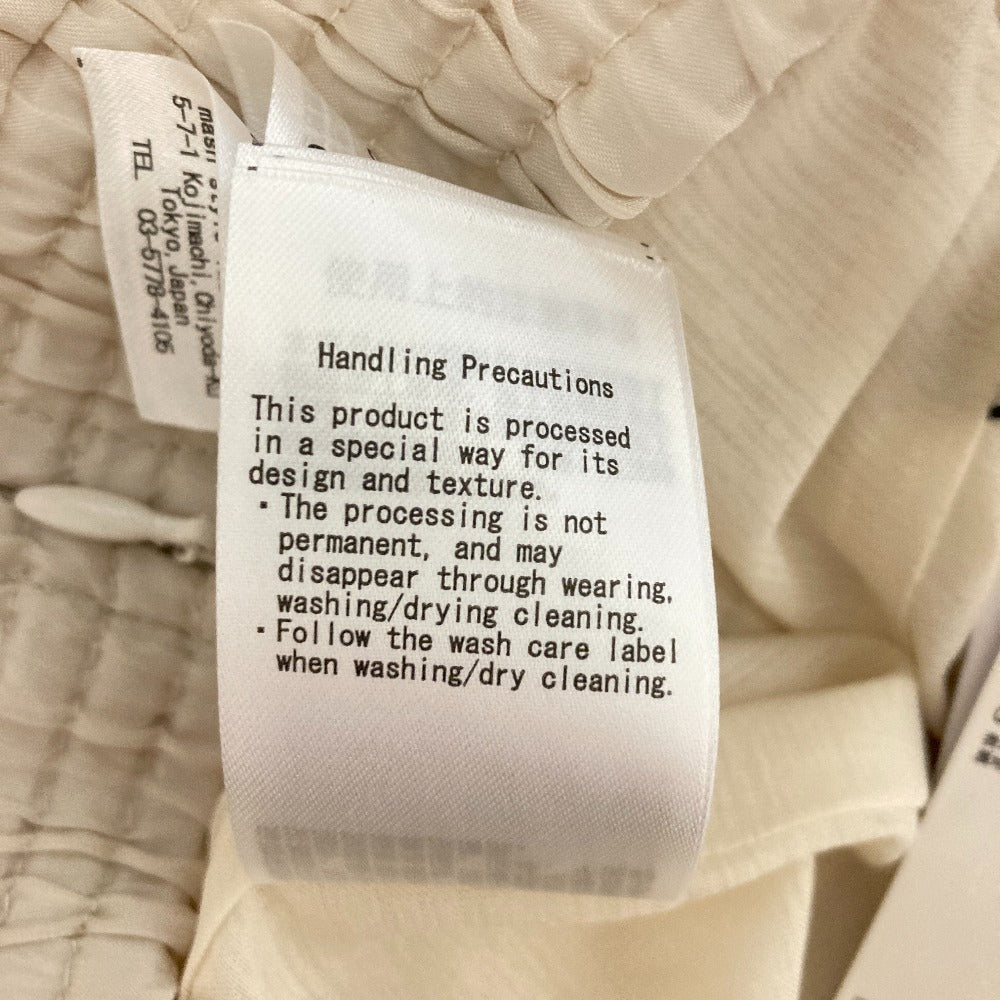 5-7-1 Kojimachi, Chiyoda-Ku
Tokyo, Japan
TEL 03-5778-4106
Handling Precautions
This product is processed
in a special way for its
design and texture.
・The processing is not
permanent, and may
disappear through wearing,
washing/drying cleaning.
・Follow the wash care label
when washing/dry cleaning.